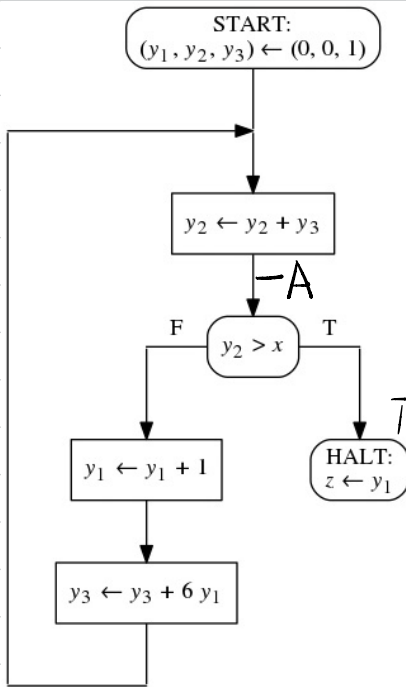 START:
(y₁, y₂, y₃) ← (0, 0, 1)
y₂ ← y₂ + y₃
A
F
y₂ > x
T
y₁ ← y₁ + 1
HALT:
z ← y₁
y₃ ← y₃ + 6 y₁